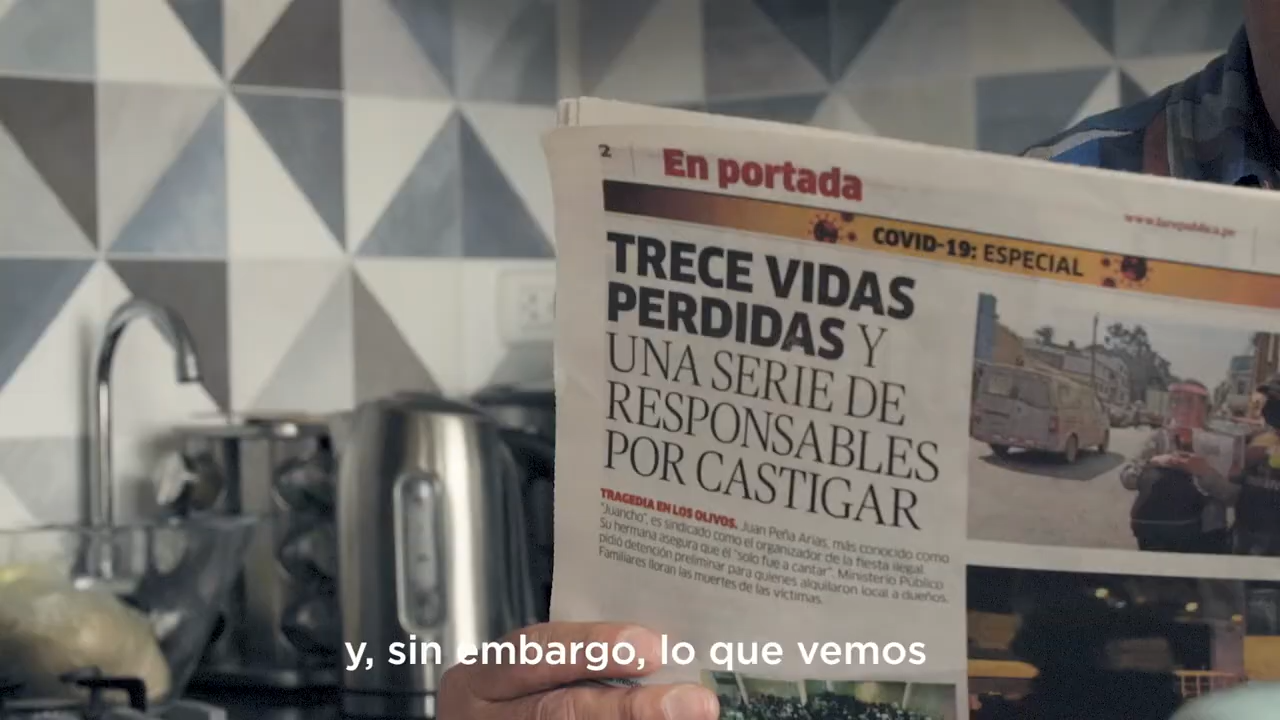 2
En portada
www.larepublica.pe
COVID-19: ESPECIAL
TRECE VIDAS
PERDIDAS Y
UNA SERIE DE
RESPONSABLES
POR CASTIGAR
TRAGEDIA EN LOS OLIVOS. Juan Peña Arias, más conocido como
"Juancho", es sindicado como el organizador de la fiesta ilegal.
Su hermana asegura que él "solo fue a cantar". Ministerio Público
pidió detención preliminar para quienes alquilaron local a dueños.
Familiares lloran las muertes de las víctimas.
y, sin embargo, lo que vemos